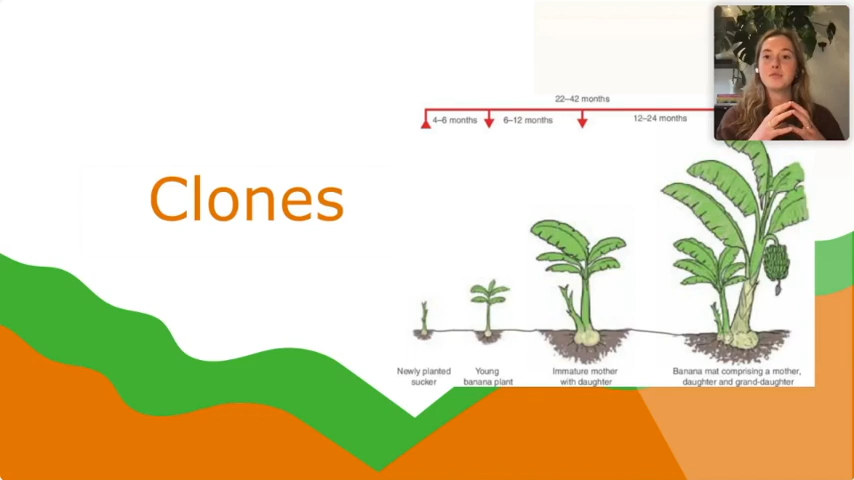 Clones
22–42 months
4–6 months
6–12 months
12–24 months
Newly planted
sucker
Young
banana plant
Immature mother
with daughter
Banana mat comprising a mother,
daughter and grand-daughter